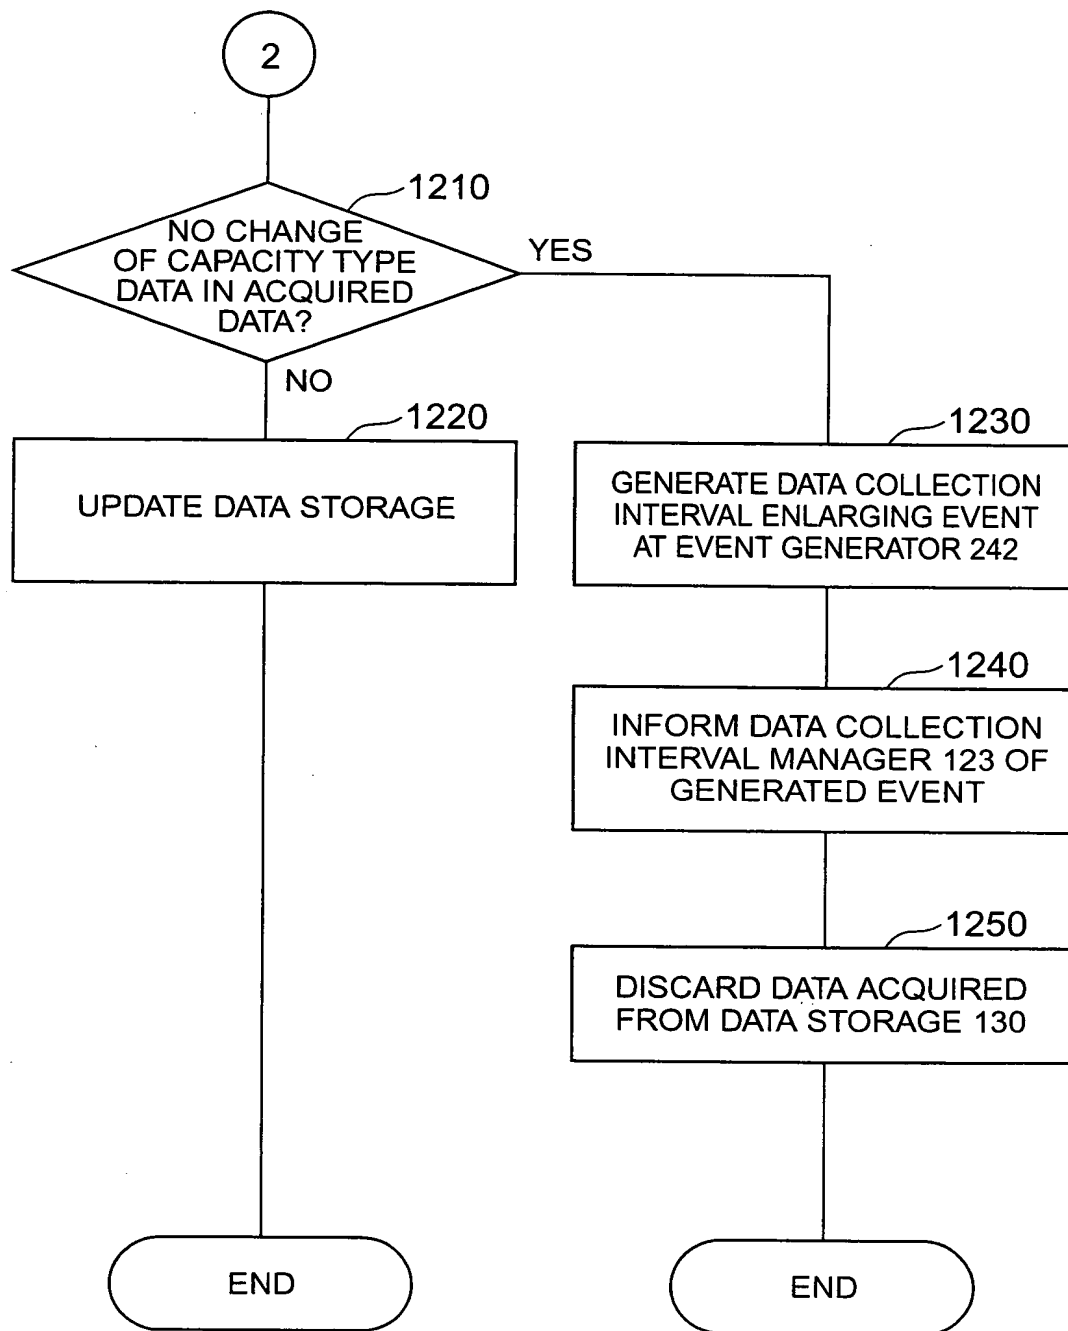 2
1210
NO CHANGE
OF CAPACITY TYPE
DATA IN ACQUIRED
DATA?
YES
NO
1220
UPDATE DATA STORAGE
1230
GENERATE DATA COLLECTION
INTERVAL ENLARGING EVENT
AT EVENT GENERATOR 242
1240
INFORM DATA COLLECTION
INTERVAL MANAGER 123 OF
GENERATED EVENT
1250
DISCARD DATA ACQUIRED
FROM DATA STORAGE 130
END
END